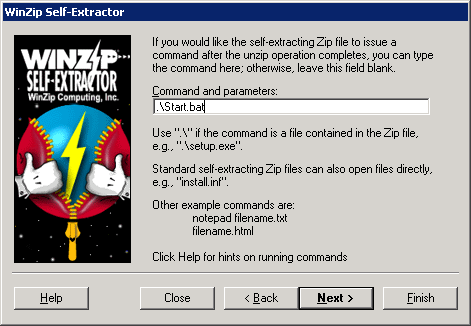 WinZip Self-Extractor
WINZIP
SELF-EXTRACTOR
WinZip Computing, Inc.
If you would like the self-extracting Zip file to issue a
command after the unzip operation completes, you can type
the command here; otherwise, leave this field blank.
Command and parameters:
.\Start.bat
Use ".\" if the command is a file contained in the Zip file,
e.g., ".\setup.exe".
Standard self-extracting Zip files can also open files directly,
e.g., "install.inf".
Other example commands are:
notepad filename.txt
filename.html
Click Help for hints on running commands
Help
Close
< Back
Next >
Finish